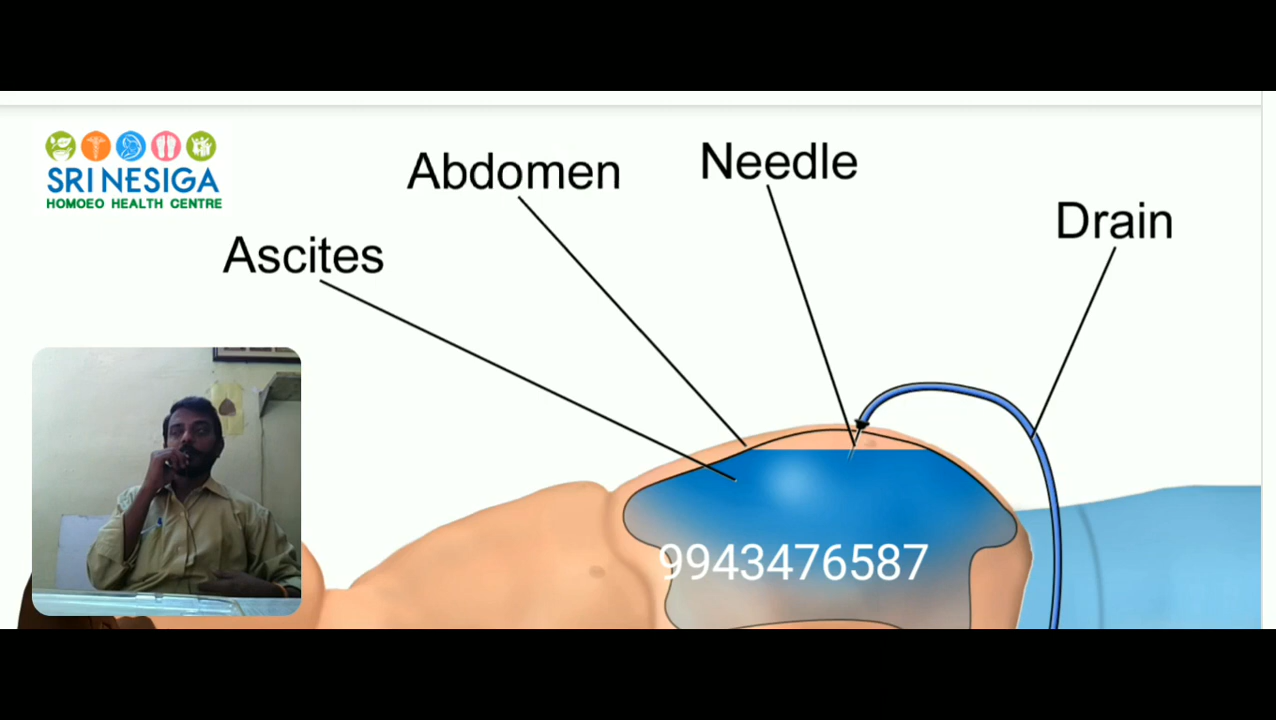 SRI NESIGA
HOMOEO HEALTH CENTRE
Abdomen
Needle
Drain
Ascites
9943476587